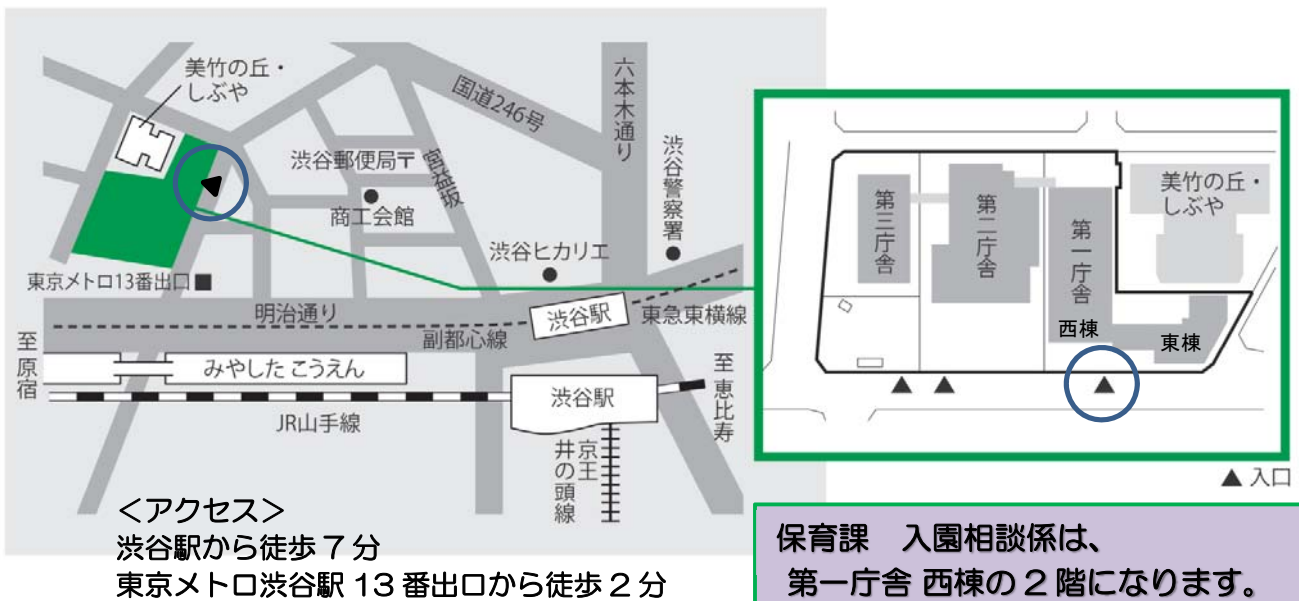 美竹の丘・
しぶや
国道246号
六本木通り
渋谷郵便局〒
宮益坂
商工会館
渋谷警察署
渋谷ヒカリエ
東京メトロ13番出口■
明治通り
副都心線
渋谷駅
東急東横線
至原宿
みやした こうえん
JR山手線
渋谷駅
至恵比寿
京王
井の頭線
第三庁舎
第二庁舎
第一庁舎
美竹の丘・
しぶや
西棟
東棟
▲ 入口
<アクセス>
渋谷駅から徒歩7分
東京メトロ渋谷駅 13 番出口から徒歩2分
保育課 入園相談係は、
第一庁舎 西棟の2階になります。